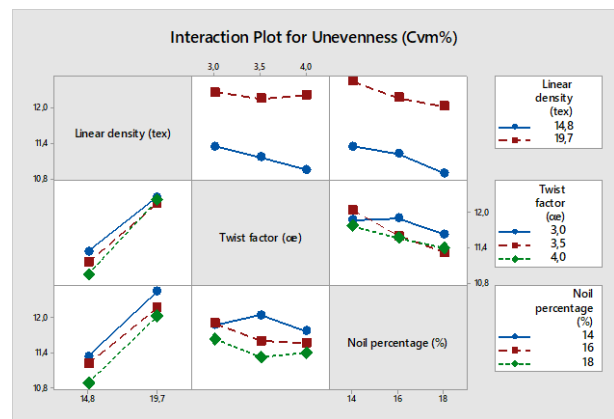 Interaction Plot for Unevenness (Cvm%)
3,0 3,5 4,0
12,0
11,4
10,8
Linear density (tex)
Linear
density
(tex)
14,8
19,7
Twist factor (œe)
12,0
11,4
10,8
Twist
factor
(œe)
3,0
3,5
4,0
12,0
11,4
10,8
Noil percentage (%)
Noil
percentage
(%)
14
16
18
14,8 19,7 14 16 18